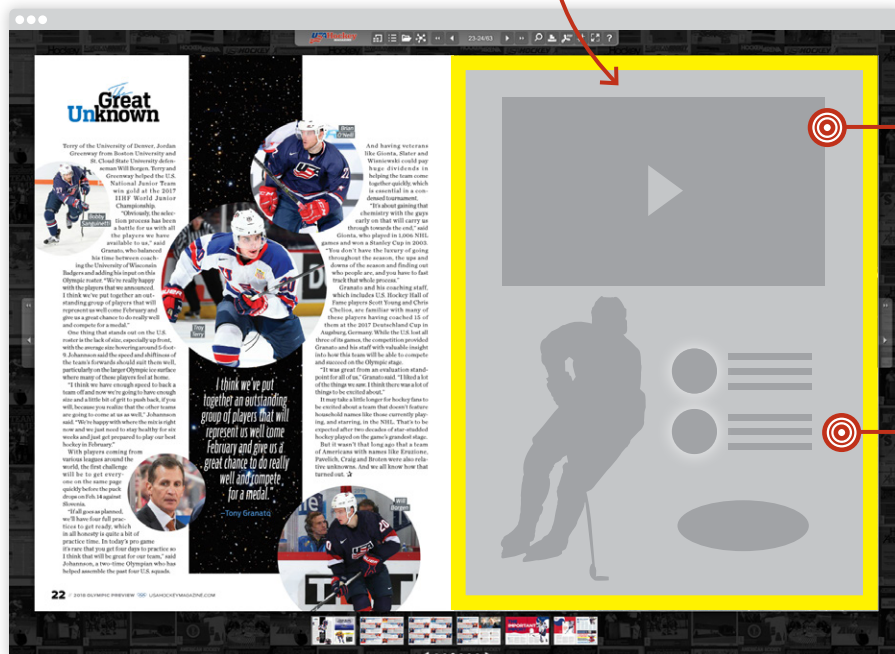 USA Hockey
23-24/63
The
Great
Unknown
Terry of the University of Denver, Jordan
Greenway from Boston University and
St. Cloud State University defen-
seman Will Borgen. Terry and
Greenway helped the U.S.
National Junior Team
win gold at the 2017
IIHF World Junior
Championship.
"Obviously, the selec-
tion process has been
a battle for us with all
the players we have
available to us," said
Granato, who balanced
his time between coach-
ing the University of Wisconsin
Badgers and adding his input on this
Olympic roster. "We're really happy
with the players that we announced.
I think we've put together an out-
standing group of players that will
represent us well come February and
give us a great chance to do really well
and compete for a medal."
One thing that stands out on the U.S.
roster is the lack of size, especially up front,
with the average size hovering around 5-foot-
9. Johannson said the speed and shiftiness of
the team's forwards should suit them well,
particularly on the larger Olympic ice surface
where many of these players feel at home.
"I think we have enough speed to back a
team off and now we're going to have enough
size and a little bit of grit to push back, if you
will, because you realize that the other teams
are going to come at us as well," Johannson
said. "We're happy with where the mix is right
now and we just need to stay healthy for six
weeks and just get prepared to play our best
hockey in February."
With players coming from
various leagues around the
world, the first challenge
will be to get every-
one on the same page
quickly before the puck
drops on Feb. 14 against
Slovenia.
"If all goes as planned,
we'll have four full prac-
tices to get ready, which
in all honesty is quite a bit of
practice time. In today's pro game
it's rare that you get four days to practice so
I think that will be great for our team," said
Johannson, a two-time Olympian who has
helped assemble the past four U.S. squads.
Bobby
Sanguinetti
Brian
O'Neill
Troy
Terry
I think we've put
together an outstanding
group of players that will
represent us well come
February and give us a
great chance to do really
well and compete
for a medal.
- Tony Granato
Will
Borgen
And having veterans
like Gionta, Slater and
Wisniewski could pay
huge dividends in
helping the team come
together quickly, which
is essential in a con-
densed tournament.
"It's about gaining that
chemistry with the guys
early on that will carry us
through towards the end," said
Gionta, who played in 1,006 NHL
games and won a Stanley Cup in 2003.
"You don't have the luxury of going
throughout the season, the ups and
downs of the season and finding out
who people are, and you have to fast
track that whole process."
Granato and his coaching staff,
which includes U.S. Hockey Hall of
Fame players Scott Young and Chris
Chelios, are familiar with many of
these players having coached 15 of
them at the 2017 Deutschland Cup in
Augsburg, Germany. While the U.S. lost all
three of its games, the competition provided
Granato and his staff with valuable insight
into how this team will be able to compete
and succeed on the Olympic stage.
"It was great from an evaluation stand-
point for all of us," Granato said. "I liked a lot
of the things we saw. I think there was a lot of
things to be excited about."
It may take a little longer for hockey fans to
be excited about a team that doesn't feature
household names like those currently play-
ing, and starring, in the NHL. That's to be
expected after two decades of star-studded
hockey played on the game's grandest stage.
But it wasn't that long ago that a team
of Americans with names like Eruzione,
Pavelich, Craig and Broten were also rela-
tive unknowns. And we all know how that
turned out.
22 // 2018 OLYMPIC PREVIEW USAHOCKEYMAGAZINE.COM
IMPORTANT